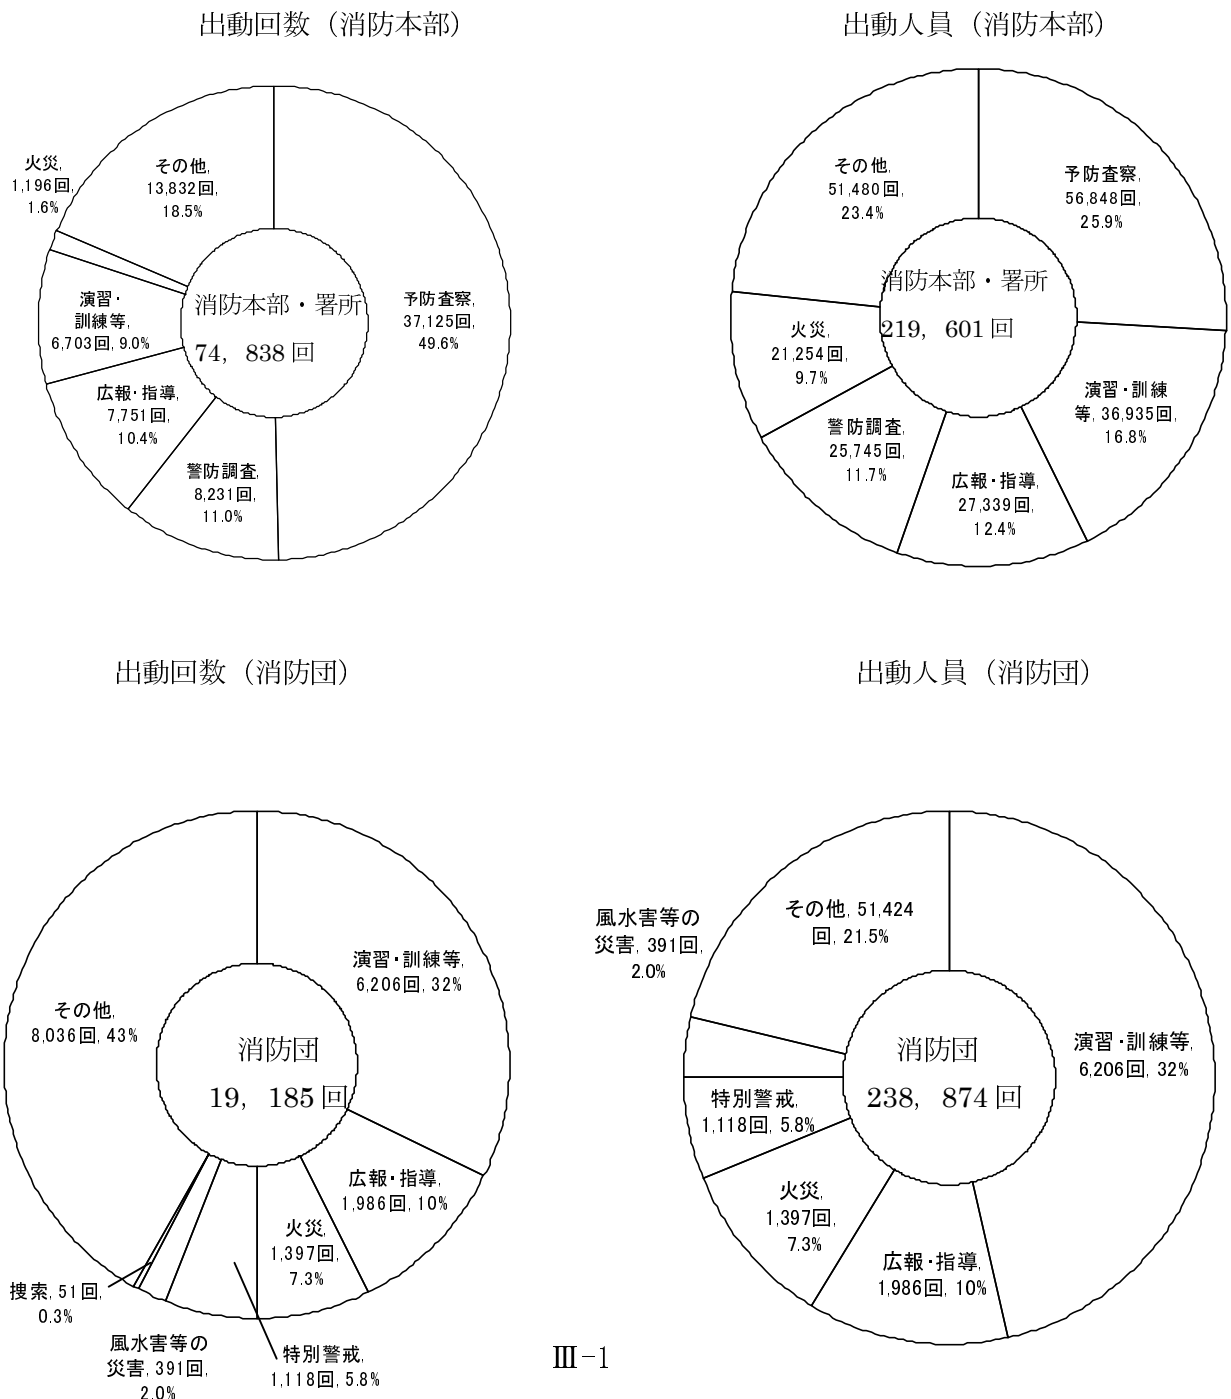 出動回数（消防本部）
火災,
1,196回,
1.6%
その他,
13,832回,
18.5%
演習・
訓練等,
6,703回, 9.0%
消防本部・署所
74, 838 回
予防査察,
37,125回,
49.6%
広報・指導,
7,751回,
10.4%
警防調査,
8,231回,
11.0%
出動人員（消防本部）
その他,
51,480回,
23.4%
予防査察,
56,848回,
25.9%
消防本部・署所
219, 601 回
火災,
21,254回,
9.7%
演習・訓練
等, 36,935回,
16.8%
警防調査,
25,745回,
11.7%
広報・指導,
27,339回,
12.4%
出動回数（消防団）
演習・訓練等,
6,206回, 32%
その他,
8,036回, 43%
消防団
19, 185 回
広報・指導,
1,986回, 10%
火災,
1,397回,
7.3%
捜索, 51回,
0.3%
風水害等の
災害, 391回,
2.0%
特別警戒,
1,118回, 5.8%
出動人員（消防団）
風水害等の
災害, 391回,
2.0%
その他, 51,424
回, 21.5%
演習・訓練等,
6,206回, 32%
消防団
238, 874 回
特別警戒,
1,118回, 5.8%
火災,
1,397回,
7.3%
広報・指導,
1,986回, 10%
Ⅲ-1